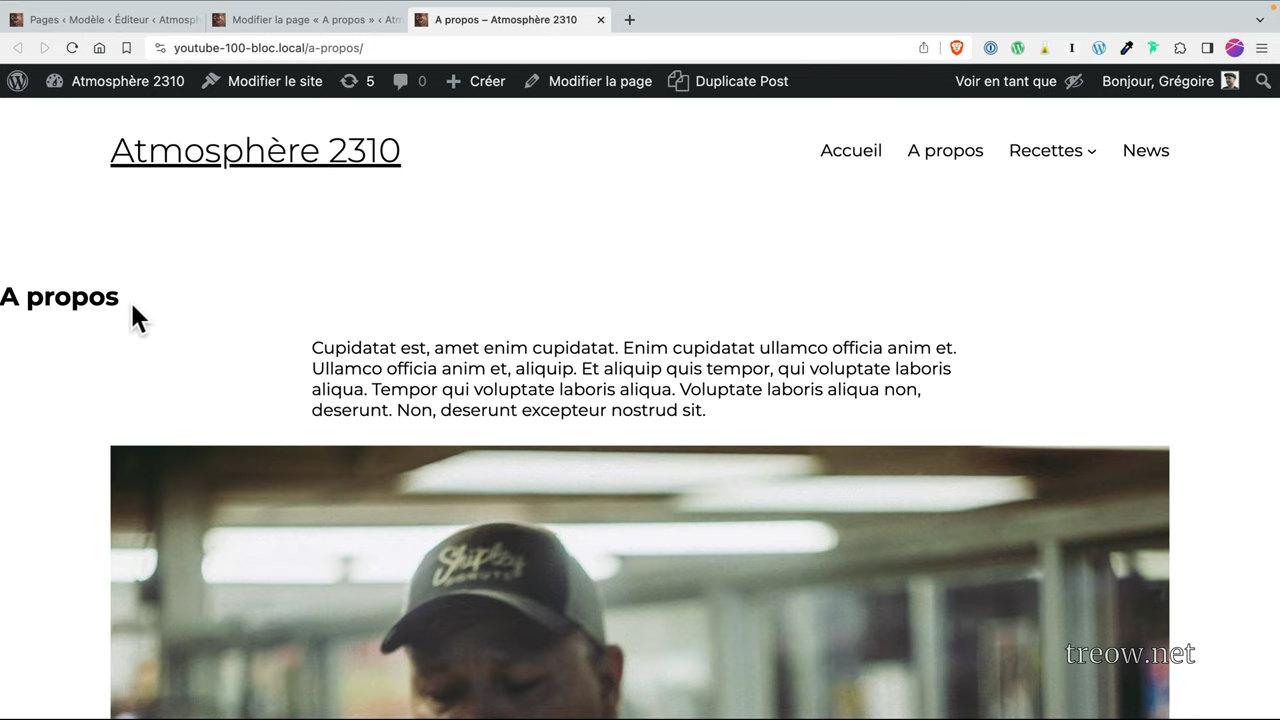 Pages ‹ Modèle ‹ Éditeur ‹ Atmosph
Modifier la page « A propos » ‹ Atm
A propos – Atmosphère 2310
youtube-100-bloc.local/a-propos/
Atmosphère 2310
Modifier le site
5
0
Créer
Modifier la page
Duplicate Post
Voir en tant que
Bonjour, Grégoire
Atmosphère 2310
Accueil
A propos
Recettes
News
A propos
Cupidatat est, amet enim cupidatat. Enim cupidatat ullamco officia anim et.
Ullamco officia anim et, aliquip. Et aliquip quis tempor, qui voluptate laboris
aliqua. Tempor qui voluptate laboris aliqua. Voluptate laboris aliqua non,
deserunt. Non, deserunt excepteur nostrud sit.
Shipley
DONUTS
treow.net